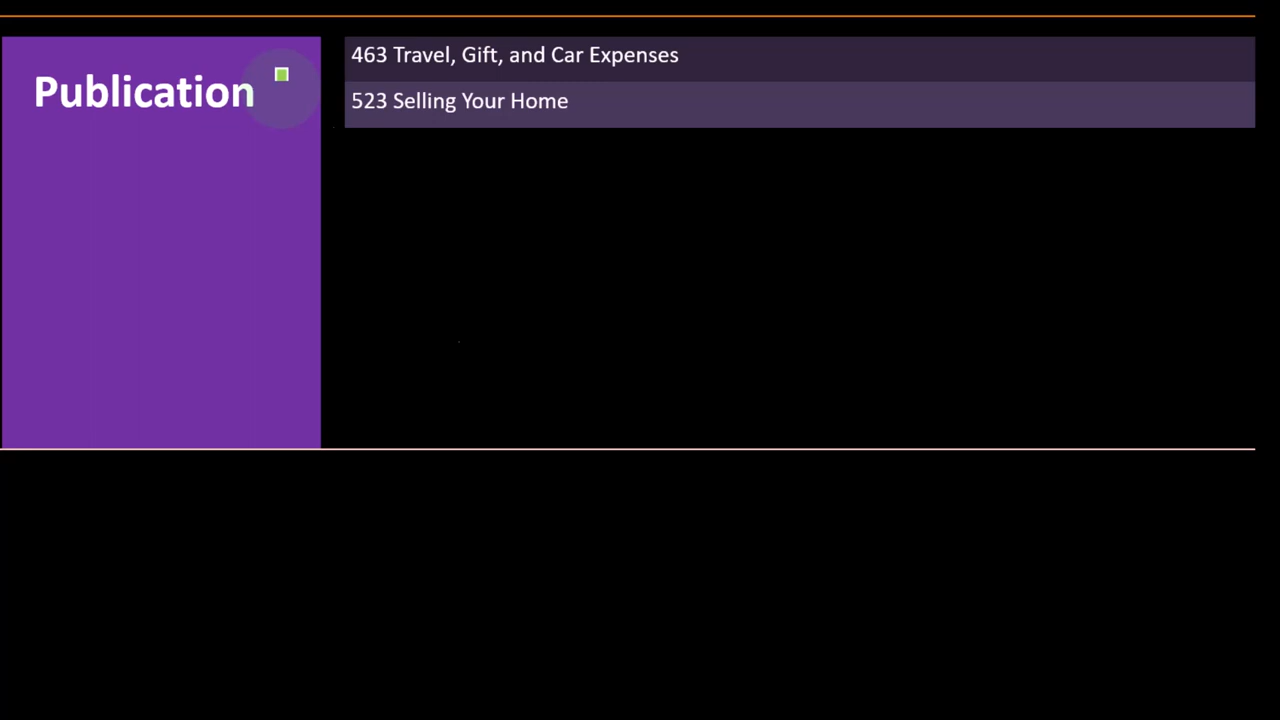 Publication
463 Travel, Gift, and Car Expenses
523 Selling Your Home